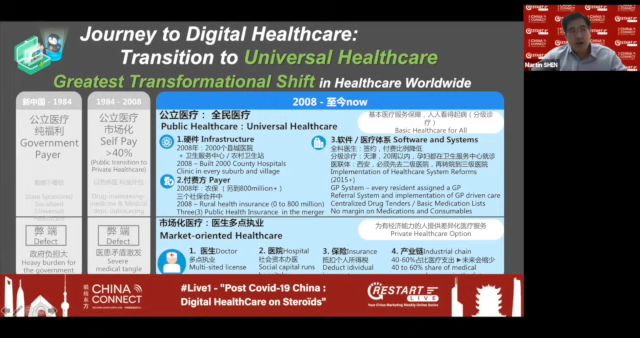 Journey to Digital Healthcare:
Transition to Universal Healthcare
Greatest Transformational Shift in Healthcare Worldwide
新中国 - 1984
公立医疗
纯福利
Government
Payer
弊端
Defect
政府负担大
Heavy burden for
the government
1984 - 2008
公立医疗
市场化
Self Pay
>40%
(Public transition to
Private Healthcare)
弊端
Defect
医患矛盾激发
Severe
medical tangle
2008 - 至今now
公立医疗： 全民医疗
Public Healthcare : Universal Healthcare
基本医疗服务保障，人人看得起病（分级诊
疗）
Basic Healthcare for All
1.硬件 Infrastructure
2008年：2000个县城医院
+ 卫生服务中心 / 农村卫生站
2008 – Built 2000 County Hospitals
Clinic in every suburb and village
2.付费方 Payer
2008年：农保 （另到800million+ ）
三个社保合并中
2008 – Rural health insurance (0 to 800 million)
Three(3) Public Health Insurance in the merger
3.软件 / 医疗体系 Software and Systems
全科医生：签约，付费比例降低
分级诊疗：天津，20周以内，孕妇都在卫生服务中心就诊
医联体：西安，必须先去二级医院，再转院到三级医院
Implementation of Healthcare System Reforms
(2015+)
GP System – every resident assigned a GP
Referral System and implementation of GP driven care
Centralized Drug Tenders / Basic Medication Lists
No margin on Medications and Consumables
市场化医疗：医生多点执业
Market-oriented Healthcare
为有经济能力的人提供差异化医疗服务
Private Healthcare Option
1. 医生Doctor
多点执业
Multi-sited license
2. 医院Hospital
社会资本办医
Social capital runs
3. 保险Insurance
抵扣个人所得税
Deduct idividual
4. 产业链Industrial chain
40-60%占比医疗支出 ➤未来会缩少
40 to 60% share of medical
CHINA
CONNECT
#Live1 - "Post Covid-19 China :
Digital HealthCare on Steroids"
RESTART
LIVE
CHINA
CONNECT
RESTART
Martin SHEN